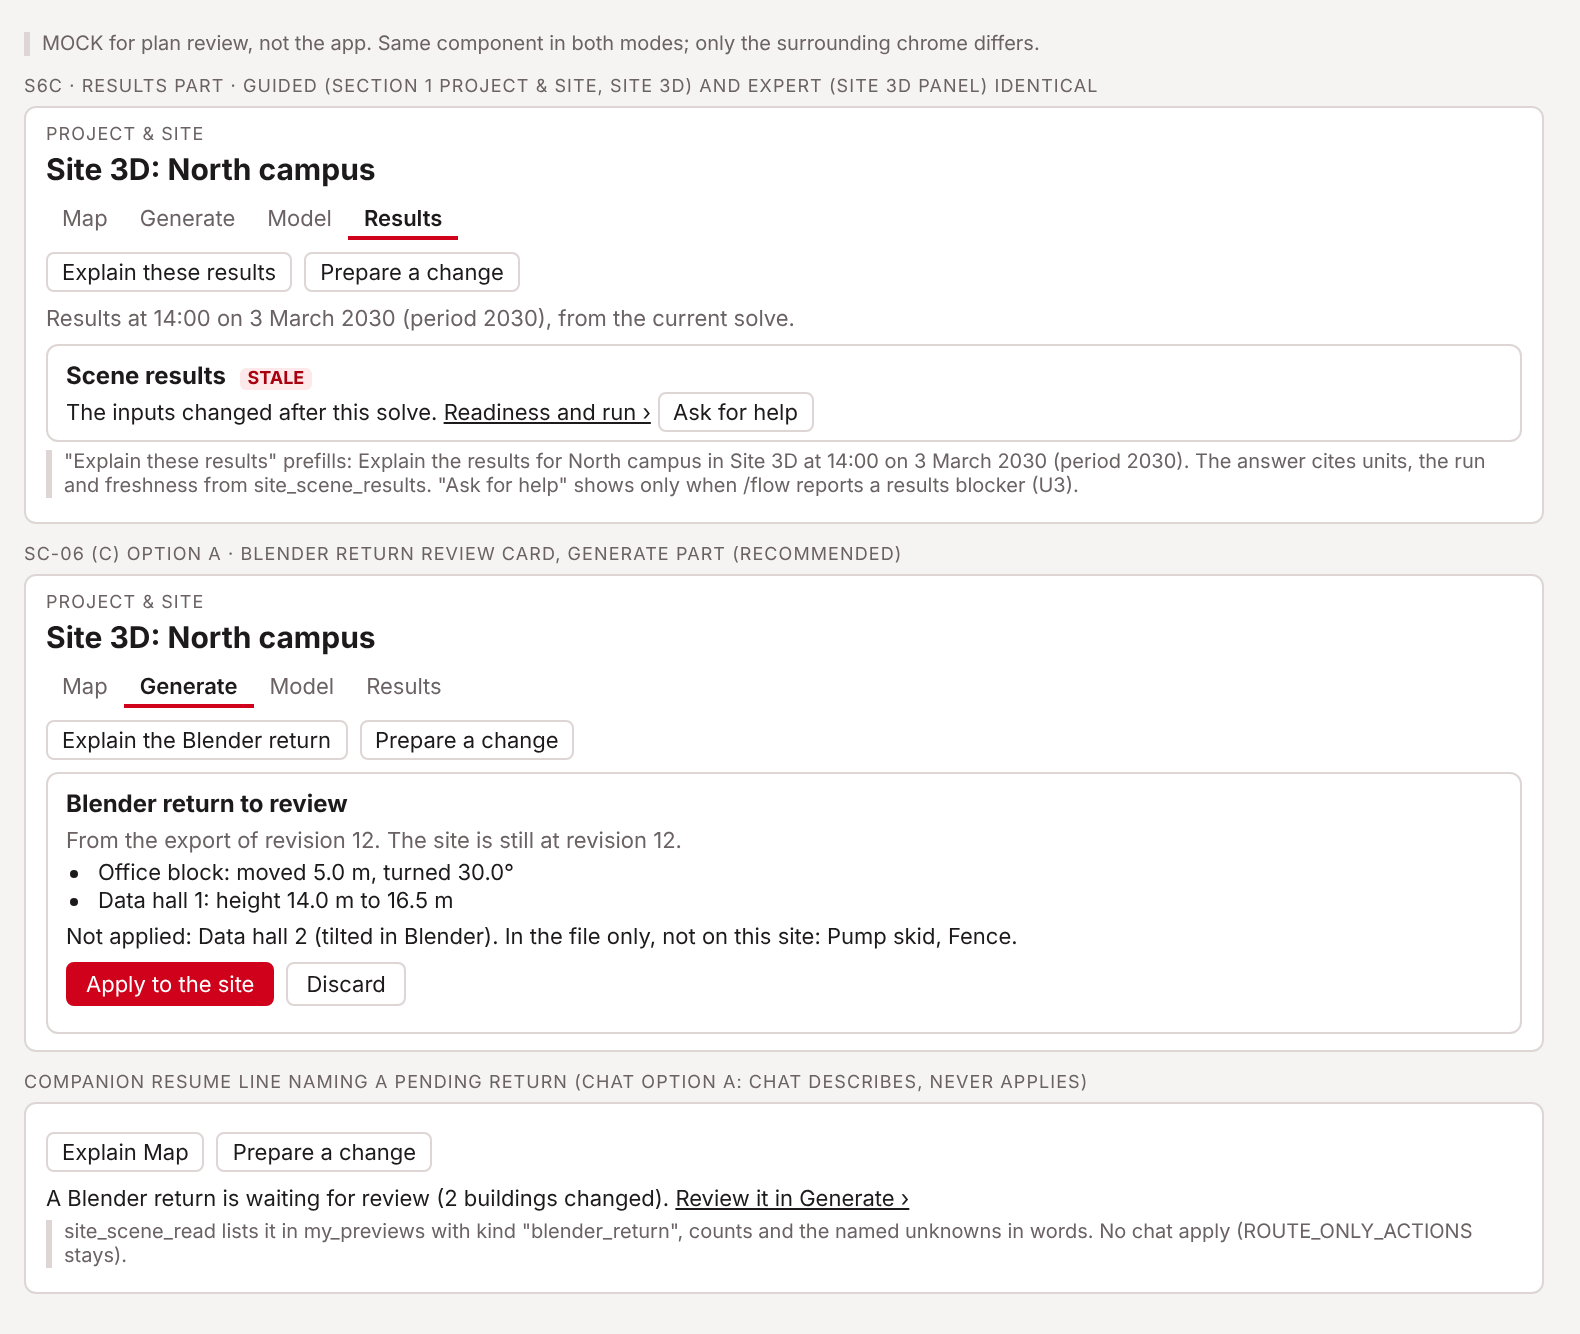 MOCK for plan review, not the app. Same component in both modes; only the surrounding chrome differs.
S6C · RESULTS PART · GUIDED (SECTION 1 PROJECT & SITE, SITE 3D) AND EXPERT (SITE 3D PANEL) IDENTICAL
PROJECT & SITE
Site 3D: North campus
Map Generate Model Results
Explain these results Prepare a change
Results at 14:00 on 3 March 2030 (period 2030), from the current solve.
Scene results STALE
The inputs changed after this solve. Readiness and run › Ask for help
"Explain these results" prefills: Explain the results for North campus in Site 3D at 14:00 on 3 March 2030 (period 2030). The answer cites units, the run
and freshness from site_scene_results. "Ask for help" shows only when /flow reports a results blocker (U3).
SC-06 (C) OPTION A · BLENDER RETURN REVIEW CARD, GENERATE PART (RECOMMENDED)
PROJECT & SITE
Site 3D: North campus
Map Generate Model Results
Explain the Blender return Prepare a change
Blender return to review
From the export of revision 12. The site is still at revision 12.
• Office block: moved 5.0 m, turned 30.0°
• Data hall 1: height 14.0 m to 16.5 m
Not applied: Data hall 2 (tilted in Blender). In the file only, not on this site: Pump skid, Fence.
Apply to the site Discard
COMPANION RESUME LINE NAMING A PENDING RETURN (CHAT OPTION A: CHAT DESCRIBES, NEVER APPLIES)
Explain Map Prepare a change
A Blender return is waiting for review (2 buildings changed). Review it in Generate ›
site_scene_read lists it in my_previews with kind "blender_return", counts and the named unknowns in words. No chat apply (ROUTE_ONLY_ACTIONS
stays).